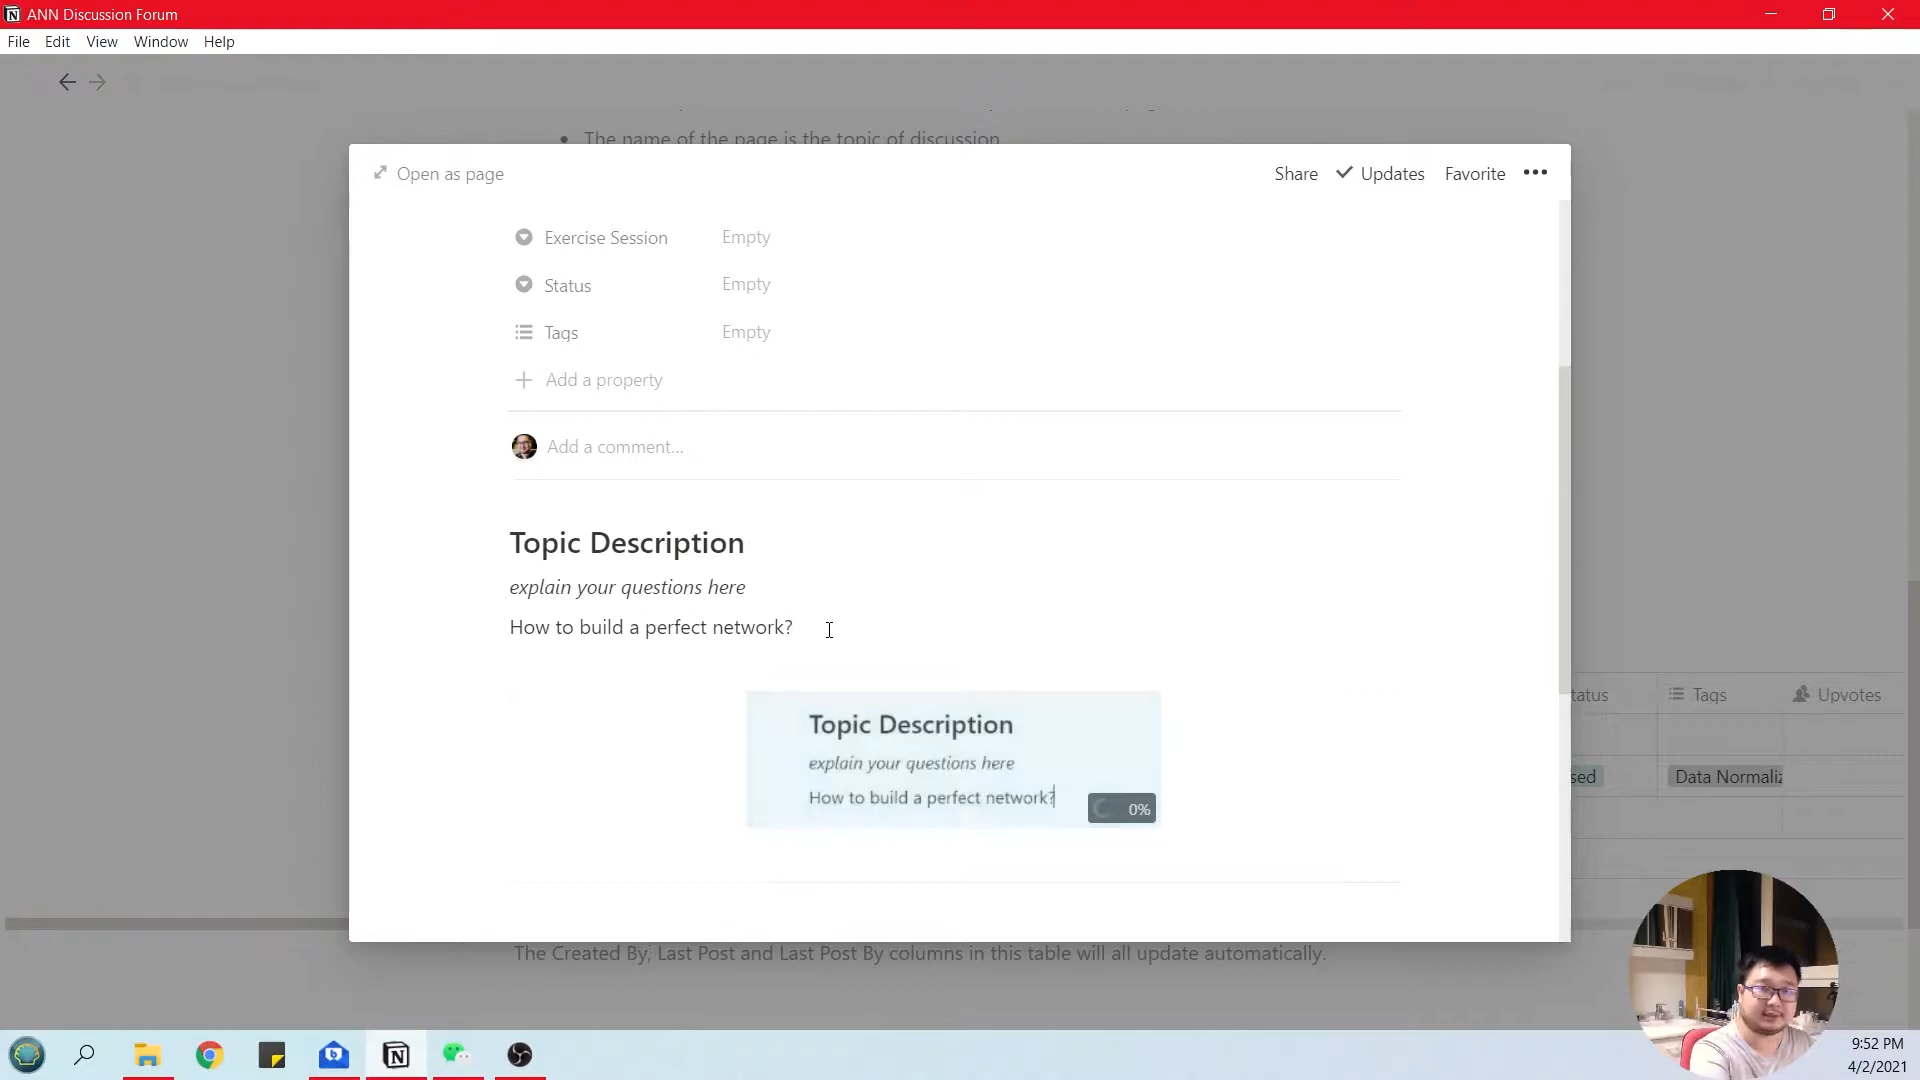 ANN Discussion Forum
File Edit View Window Help
The name of the page is the topic of discussion
Open as page
Share Updates Favorite
Exercise Session Empty
Status Empty
Tags Empty
Add a property
Add a comment...
Topic Description
explain your questions here
How to build a perfect network?
tatus Tags Upvotes
Topic Description
explain your questions here
sed Data Normaliz
How to build a perfect network?
0%
The Created By, Last Post and Last Post By columns in this table will all update automatically.
9:52 PM
4/2/2021